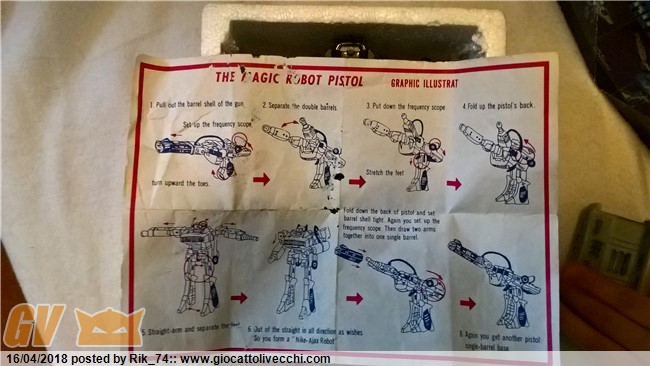 THE MAGIC ROBOT PISTOL
GRAPHIC ILLUSTRAT
1. Pull out the barrel shell of the gun.
Set up the frequency scope
turn upward the toes.
2. Separate the double barrels
3. Put down the frequency scope
Stretch the feet
4. Fold up the pistol's back.
5. Straight-arm and separate the feet
6. Out of the straight in all direction as wishes
So you form a "Nike-Ajax Robot"
Fold down the back of pistol and set
barrel shell tight. Again you set up the
frequency scope. Then draw two arms
together into one single barrel.
8. Again you get another pistol
single-barrel base.
GV
16/04/2018 posted by Rik_74:: www.giocattolivecchi.com